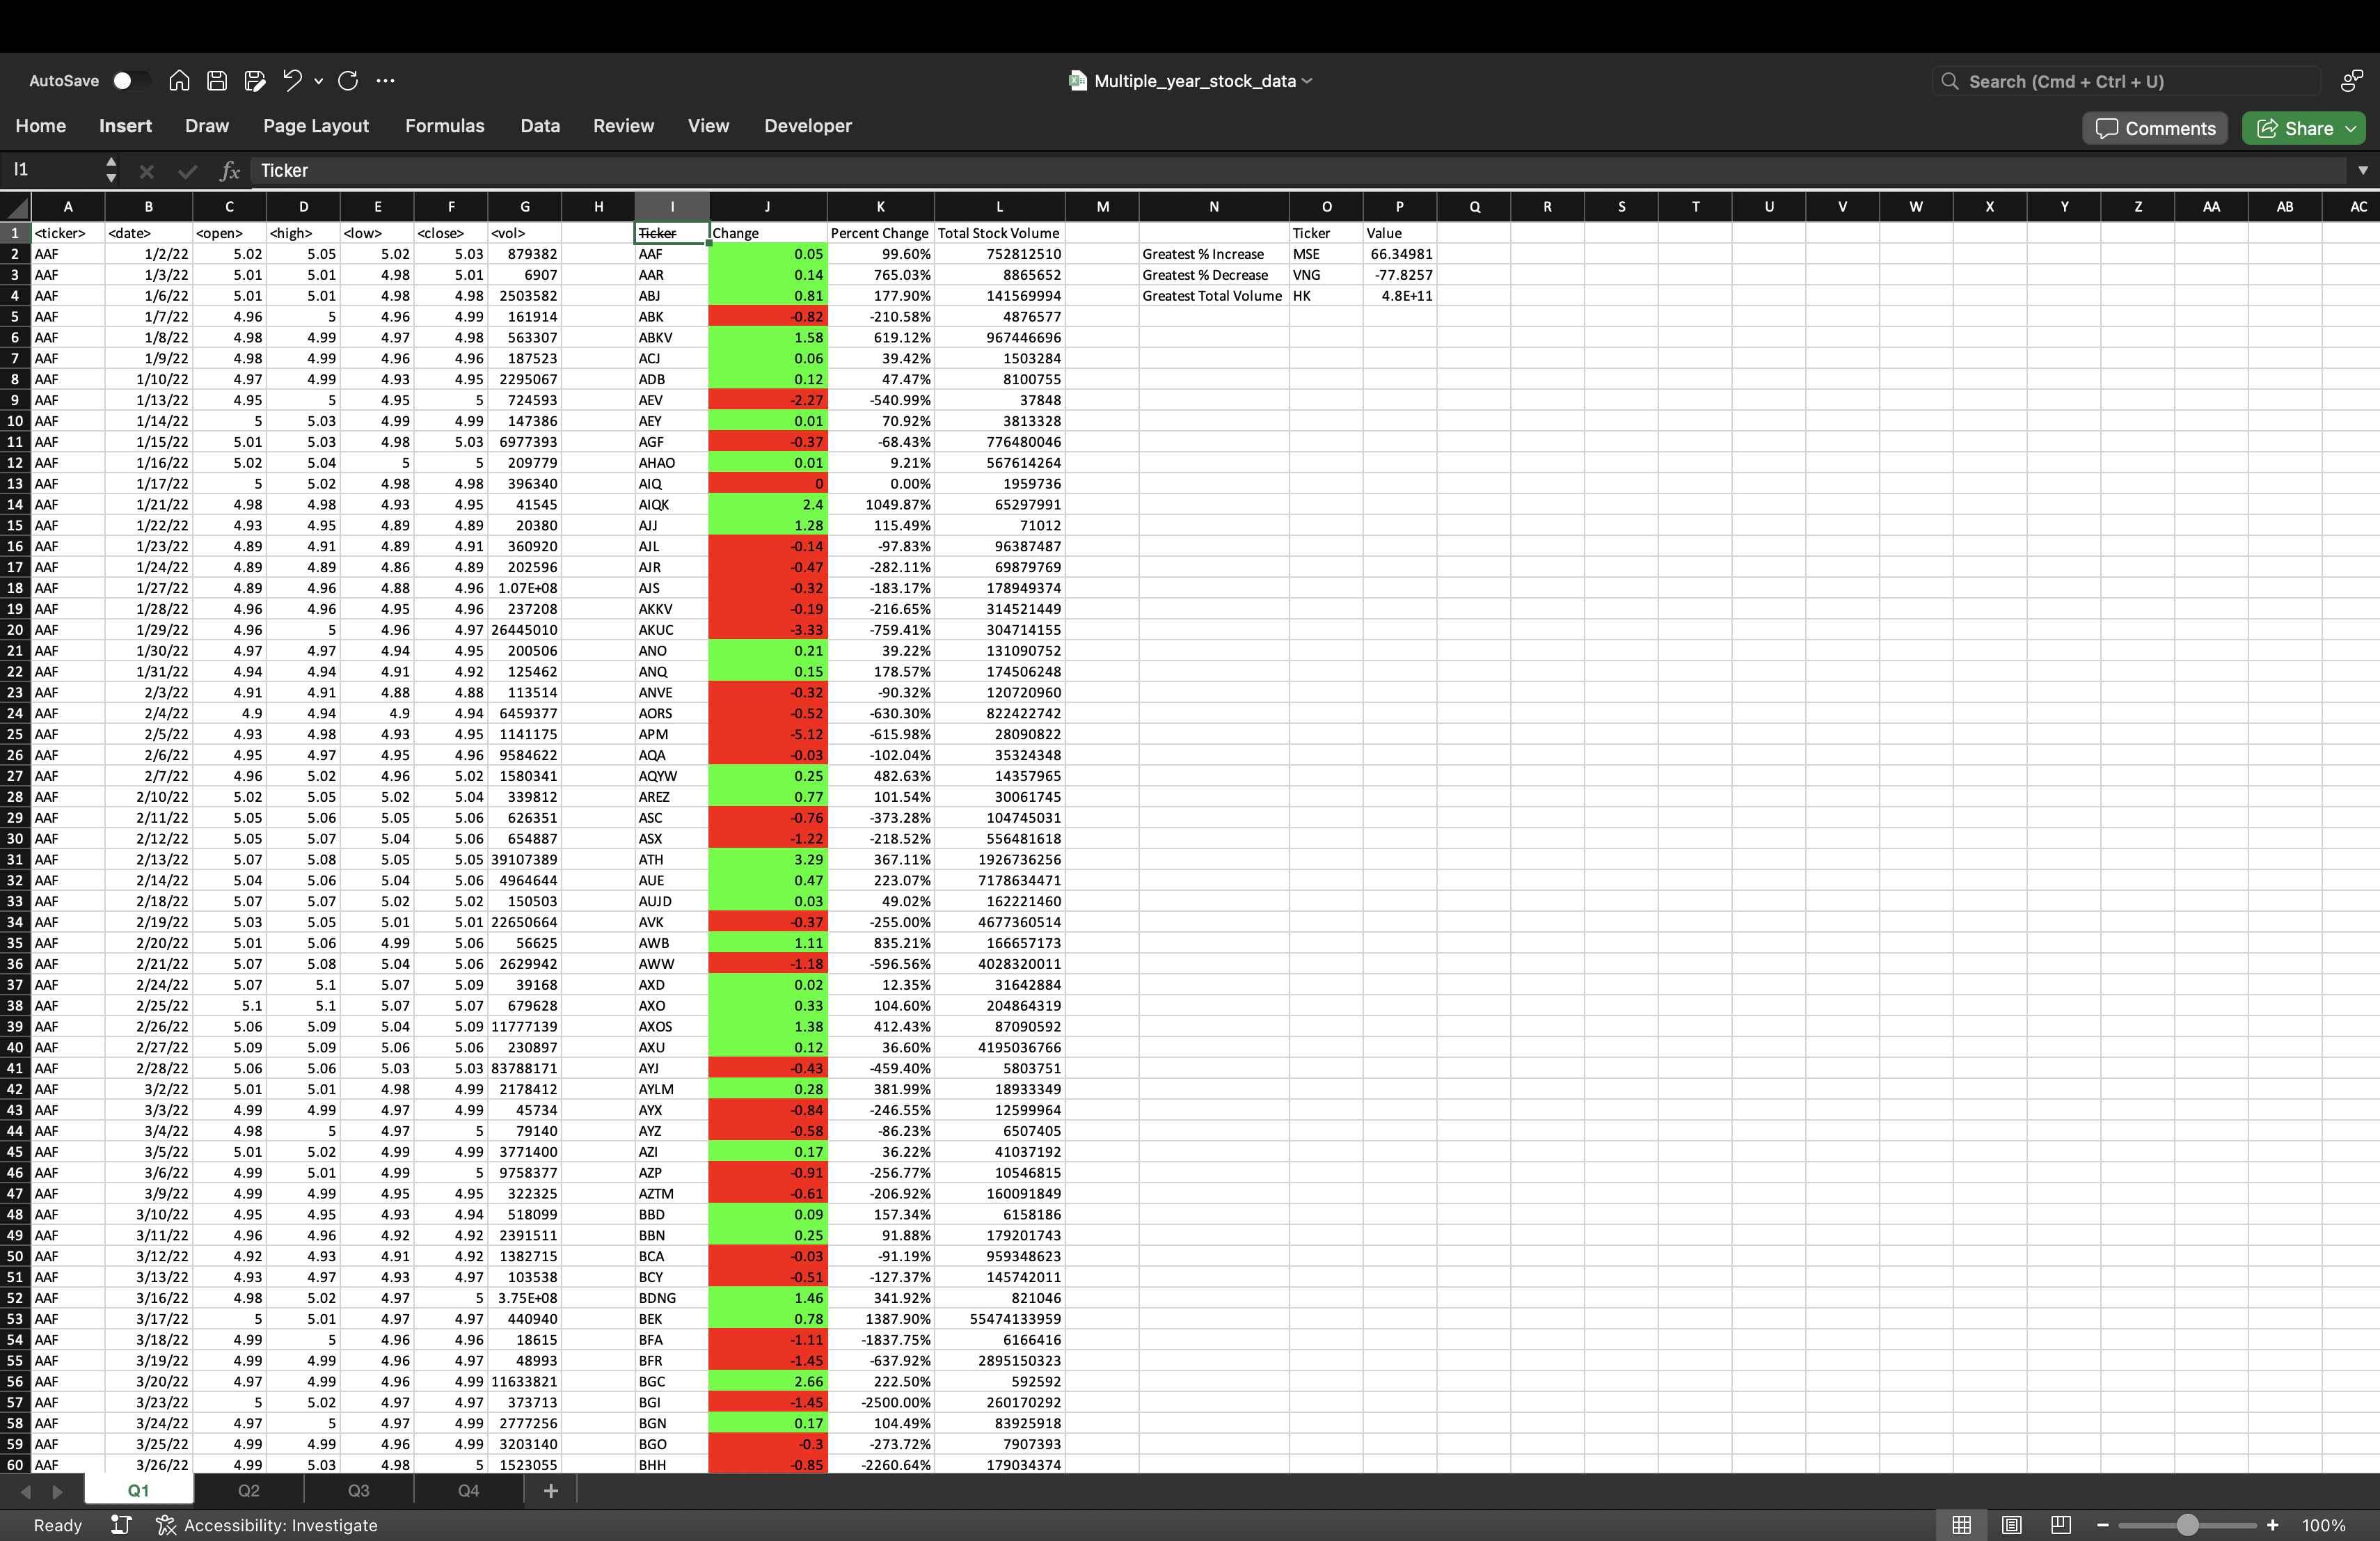 AutoSave
Multiple_year_stock_data
Search (Cmd + Ctrl + U)
Home Insert Draw Page Layout Formulas Data Review View Developer
Comments Share
I1 fx Ticker
A B C D E F G H I J K L M N O P Q R S T U V W X Y Z AA AB AC
1 <ticker> <date> <open> <high> <low> <close> <vol> Ticker Change Percent Change Total Stock Volume Ticker Value
2 AAF 1/2/22 5.02 5.05 5.02 5.03 879382 AAF 0.05 99.60% 752812510 Greatest % Increase MSE 66.34981
3 AAF 1/3/22 5.01 5.01 4.98 5.01 6907 AAR 0.14 765.03% 8865652 Greatest % Decrease VNG -77.8257
4 AAF 1/6/22 5.01 5.01 4.98 4.98 2503582 ABJ 0.81 177.90% 141569994 Greatest Total Volume HK 4.8E+11
5 AAF 1/7/22 4.96 5 4.96 4.99 161914 ABK -0.82 -210.58% 4876577
6 AAF 1/8/22 4.98 4.99 4.97 4.98 563307 ABKV 1.58 619.12% 967446696
7 AAF 1/9/22 4.98 4.99 4.96 4.96 187523 ACJ 0.06 39.42% 1503284
8 AAF 1/10/22 4.97 4.99 4.93 4.95 2295067 ADB 0.12 47.47% 8100755
9 AAF 1/13/22 4.95 5 4.95 5 724593 AEV -2.27 -540.99% 37848
10 AAF 1/14/22 5 5.03 4.99 4.99 147386 AEY 0.01 70.92% 3813328
11 AAF 1/15/22 5.01 5.03 4.98 5.03 6977393 AGF -0.37 -68.43% 776480046
12 AAF 1/16/22 5.02 5.04 5 5 209779 AHAO 0.01 9.21% 567614264
13 AAF 1/17/22 5 5.02 4.98 4.98 396340 AIQ 0 0.00% 1959736
14 AAF 1/21/22 4.98 4.98 4.93 4.95 41545 AIQK 2.4 1049.87% 65297991
15 AAF 1/22/22 4.93 4.95 4.89 4.89 20380 AJJ 1.28 115.49% 71012
16 AAF 1/23/22 4.89 4.91 4.89 4.91 360920 AJL -0.14 -97.83% 96387487
17 AAF 1/24/22 4.89 4.89 4.86 4.89 202596 AJR -0.47 -282.11% 69879769
18 AAF 1/27/22 4.89 4.96 4.88 4.96 1.07E+08 AJS -0.32 -183.17% 178949374
19 AAF 1/28/22 4.96 4.96 4.95 4.96 237208 AKKV -0.19 -216.65% 314521449
20 AAF 1/29/22 4.96 5 4.96 4.97 26445010 AKUC -3.33 -759.41% 304714155
21 AAF 1/30/22 4.97 4.97 4.94 4.95 200506 ANO 0.21 39.22% 131090752
22 AAF 1/31/22 4.94 4.94 4.91 4.92 125462 ANQ 0.15 178.57% 174506248
23 AAF 2/3/22 4.91 4.91 4.88 4.88 113514 ANVE -0.32 -90.32% 120720960
24 AAF 2/4/22 4.9 4.94 4.9 4.94 6459377 AORS -0.52 -630.30% 822422742
25 AAF 2/5/22 4.93 4.98 4.93 4.95 1141175 APM -5.12 -615.98% 28090822
26 AAF 2/6/22 4.95 4.97 4.95 4.96 9584622 AQA -0.03 -102.04% 35324348
27 AAF 2/7/22 4.96 5.02 4.96 5.02 1580341 AQYW 0.25 482.63% 14357965
28 AAF 2/10/22 5.02 5.05 5.02 5.04 339812 AREZ 0.77 101.54% 30061745
29 AAF 2/11/22 5.05 5.06 5.05 5.06 626351 ASC -0.76 -373.28% 104745031
30 AAF 2/12/22 5.05 5.07 5.04 5.06 654887 ASX -1.22 -218.52% 556481618
31 AAF 2/13/22 5.07 5.08 5.05 5.05 39107389 ATH 3.29 367.11% 1926736256
32 AAF 2/14/22 5.04 5.06 5.04 5.06 4964644 AUE 0.47 223.07% 7178634471
33 AAF 2/18/22 5.07 5.07 5.02 5.02 150503 AUJD 0.03 49.02% 162221460
34 AAF 2/19/22 5.03 5.05 5.01 5.01 22650664 AVK -0.37 -255.00% 4677360514
35 AAF 2/20/22 5.01 5.06 4.99 5.06 56625 AWB 1.11 835.21% 166657173
36 AAF 2/21/22 5.07 5.08 5.04 5.06 2629942 AWW -1.18 -596.56% 4028320011
37 AAF 2/24/22 5.07 5.1 5.07 5.09 39168 AXD 0.02 12.35% 31642884
38 AAF 2/25/22 5.1 5.1 5.07 5.07 679628 AXO 0.33 104.60% 204864319
39 AAF 2/26/22 5.06 5.09 5.04 5.09 11777139 AXOS 1.38 412.43% 87090592
40 AAF 2/27/22 5.09 5.09 5.06 5.06 230897 AXU 0.12 36.60% 4195036766
41 AAF 2/28/22 5.06 5.06 5.03 5.03 83788171 AYJ -0.43 -459.40% 5803751
42 AAF 3/2/22 5.01 5.01 4.98 4.99 2178412 AYLM 0.28 381.99% 18933349
43 AAF 3/3/22 4.99 4.99 4.97 4.99 45734 AYX -0.84 -246.55% 12599964
44 AAF 3/4/22 4.98 5 4.97 5 79140 AYZ -0.58 -86.23% 6507405
45 AAF 3/5/22 5.01 5.02 4.99 4.99 3771400 AZI 0.17 36.22% 41037192
46 AAF 3/6/22 4.99 5.01 4.99 5 9758377 AZP -0.91 -256.77% 10546815
47 AAF 3/9/22 4.99 4.99 4.95 4.95 322325 AZTM -0.61 -206.92% 160091849
48 AAF 3/10/22 4.95 4.95 4.93 4.94 518099 BBD 0.09 157.34% 6158186
49 AAF 3/11/22 4.96 4.96 4.92 4.92 2391511 BBN 0.25 91.88% 179201743
50 AAF 3/12/22 4.92 4.93 4.91 4.92 1382715 BCA -0.03 -91.19% 959348623
51 AAF 3/13/22 4.93 4.97 4.93 4.97 103538 BCY -0.51 -127.37% 145742011
52 AAF 3/16/22 4.98 5.02 4.97 5 3.75E+08 BDNG 1.46 341.92% 821046
53 AAF 3/17/22 5 5.01 4.97 4.97 440940 BEK 0.78 1387.90% 55474133959
54 AAF 3/18/22 4.99 5 4.96 4.96 18615 BFA -1.11 -1837.75% 6166416
55 AAF 3/19/22 4.99 4.99 4.96 4.97 48993 BFR -1.45 -637.92% 2895150323
56 AAF 3/20/22 4.97 4.99 4.96 4.99 11633821 BGC 2.66 222.50% 592592
57 AAF 3/23/22 5 5.02 4.97 4.97 373713 BGI -1.45 -2500.00% 260170292
58 AAF 3/24/22 4.97 5 4.97 4.99 2777256 BGN 0.17 104.49% 83925918
59 AAF 3/25/22 4.99 4.99 4.96 4.99 3203140 BGO -0.3 -273.72% 7907393
60 AAF 3/26/22 4.99 5.03 4.98 5 1523055 BHH -0.85 -2260.64% 179034374
Q1 Q2 Q3 Q4 +
Ready Accessibility: Investigate 100%